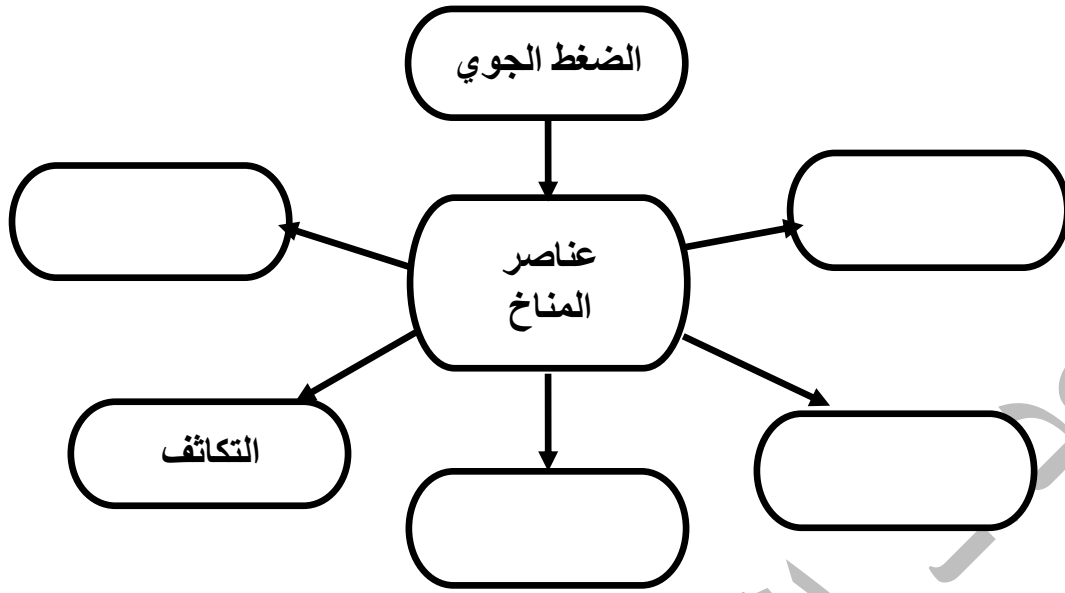 الضغط الجوي
عناصر
المناخ
التكاثف